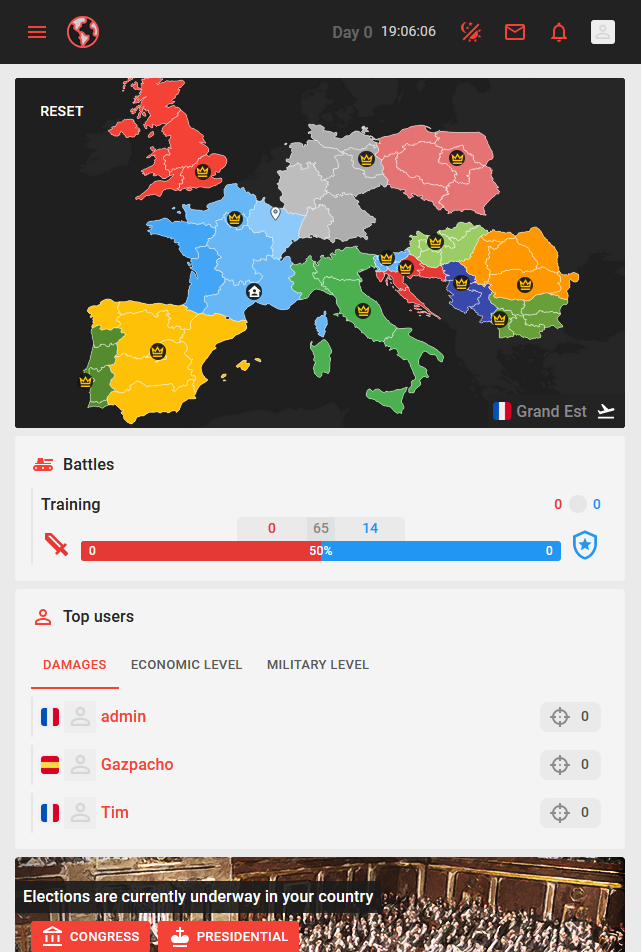 Day 0 19:06:06
RESET
Grand Est
Battles
Training
0 0
0 65 14
0 50% 0
Top users
DAMAGES ECONOMIC LEVEL MILITARY LEVEL
admin 0
Gazpacho 0
Tim 0
Elections are currently underway in your country
CONGRESS PRESIDENTIAL